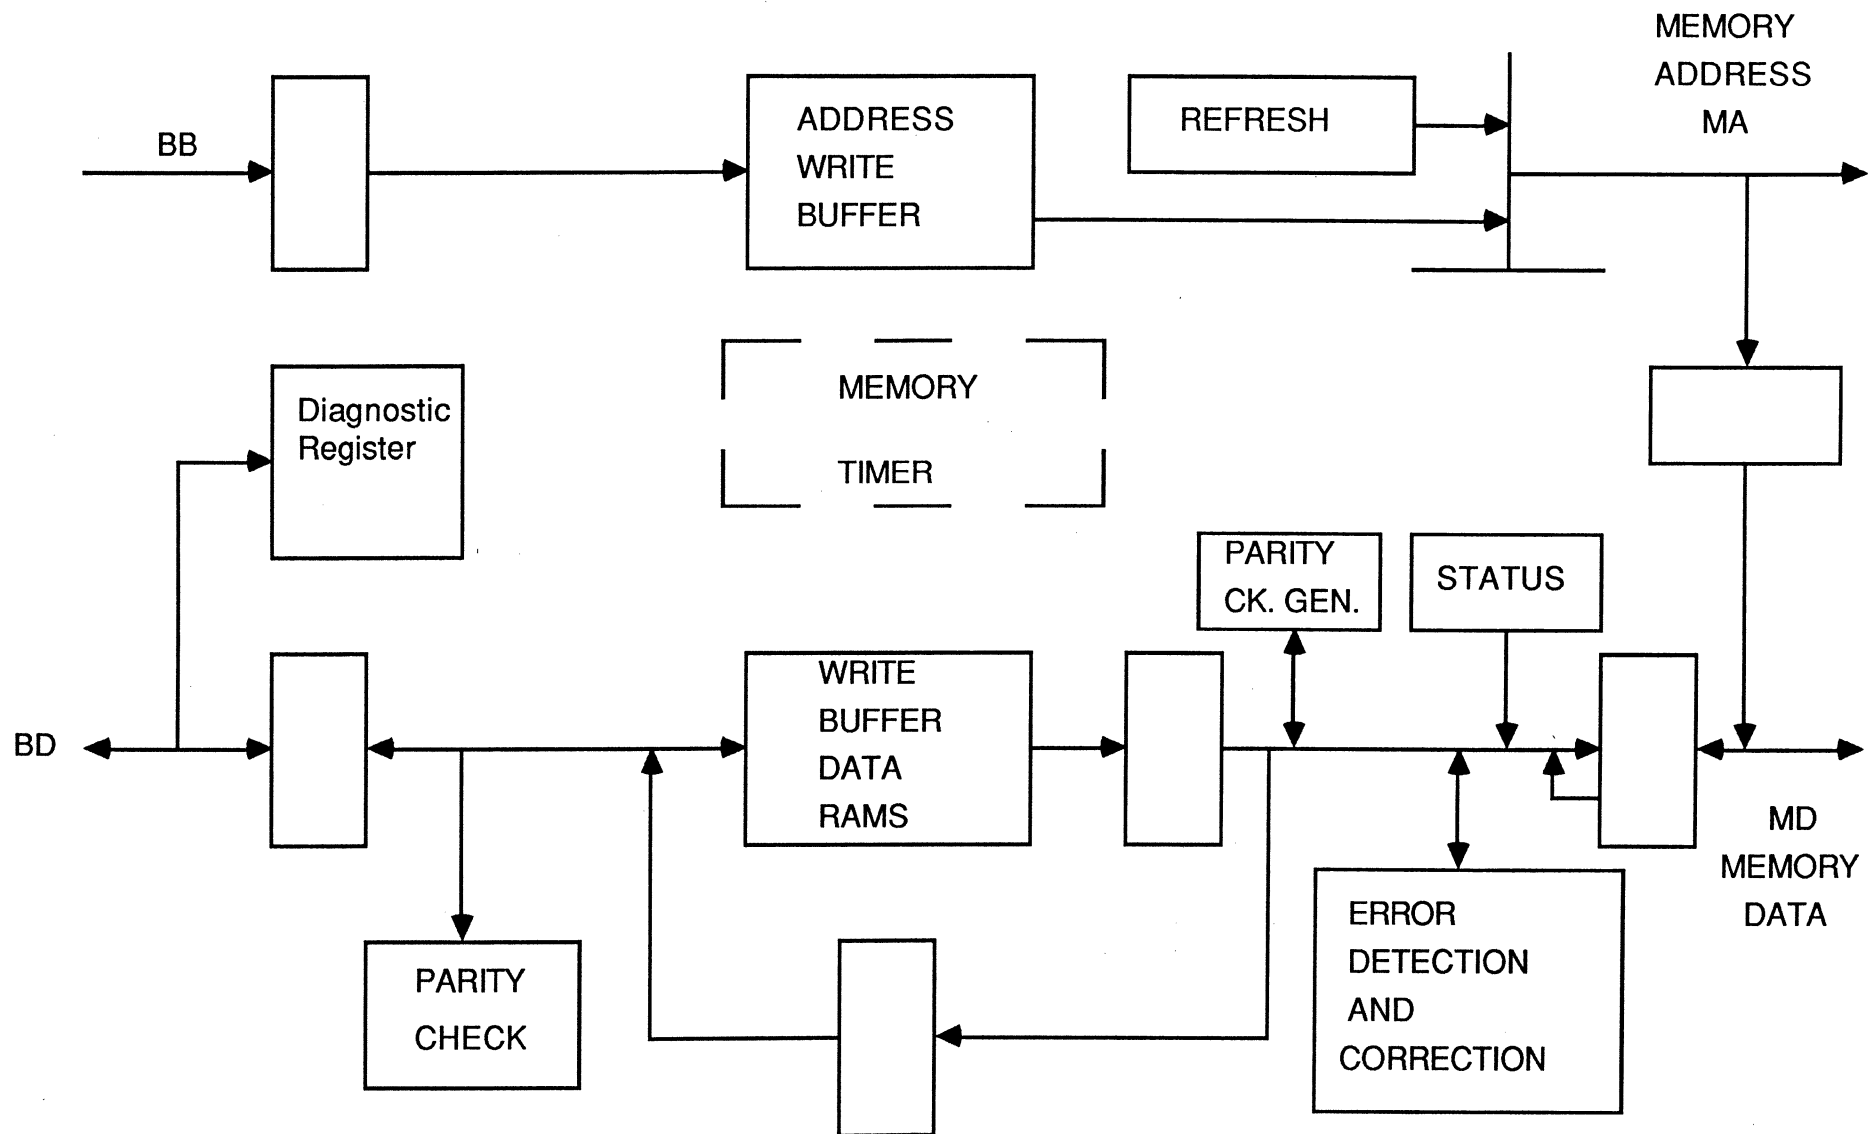 MEMORY
ADDRESS
MA
BB
ADDRESS
WRITE
BUFFER
REFRESH
Diagnostic
Register
MEMORY
TIMER
PARITY
CK. GEN.
STATUS
BD
WRITE
BUFFER
DATA
RAMS
MD
MEMORY
DATA
PARITY
CHECK
ERROR
DETECTION
AND
CORRECTION